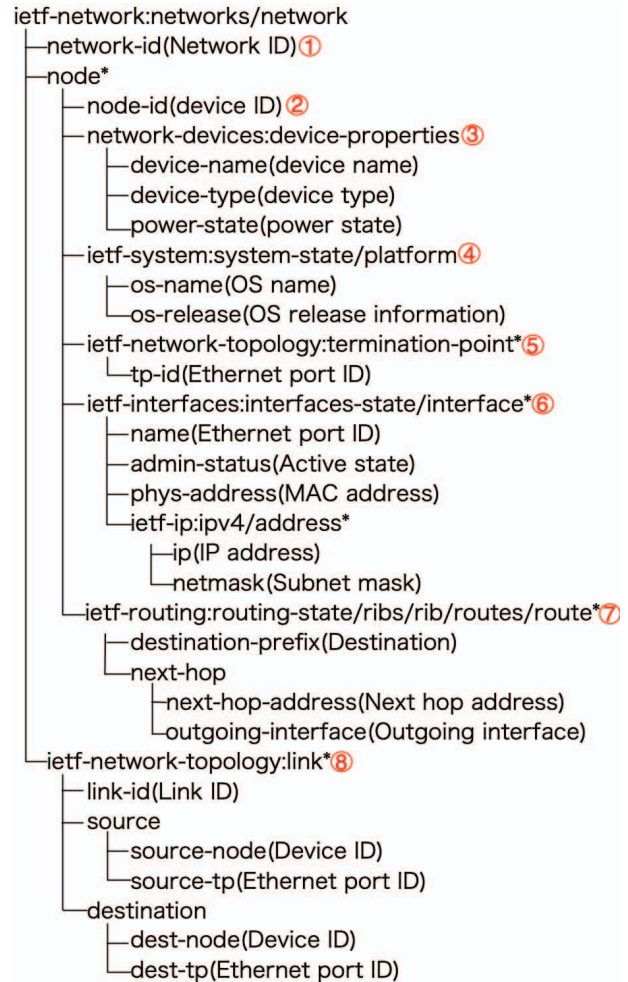 ietf-network:networks/network
network-id(Network ID)①
node*
node-id(device ID)②
network-devices:device-properties③
device-name(device name)
device-type(device type)
power-state(power state)
ietf-system:system-state/platform④
os-name(OS name)
os-release(OS release information)
ietf-network-topology:termination-point*⑤
tp-id(Ethernet port ID)
ietf-interfaces:interfaces-state/interface*⑥
name(Ethernet port ID)
admin-status(Active state)
phys-address(MAC address)
ietf-ip:ipv4/address*
ip(IP address)
netmask(Subnet mask)
ietf-routing:routing-state/ribs/rib/routes/route*⑦
destination-prefix(Destination)
next-hop
next-hop-address(Next hop address)
outgoing-interface(Outgoing interface)
ietf-network-topology:link*⑧
link-id(Link ID)
source
source-node(Device ID)
source-tp(Ethernet port ID)
destination
dest-node(Device ID)
dest-tp(Ethernet port ID)